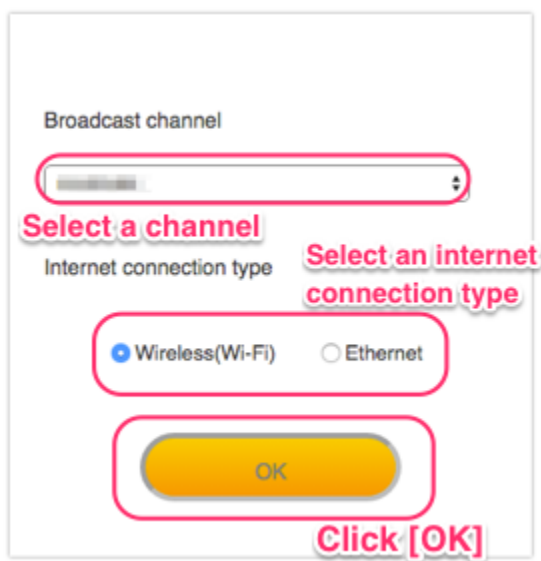 Broadcast channel
Select a channel
Internet connection type
Select an internet
connection type
Wireless(Wi-Fi)
Ethernet
OK
Click [OK]